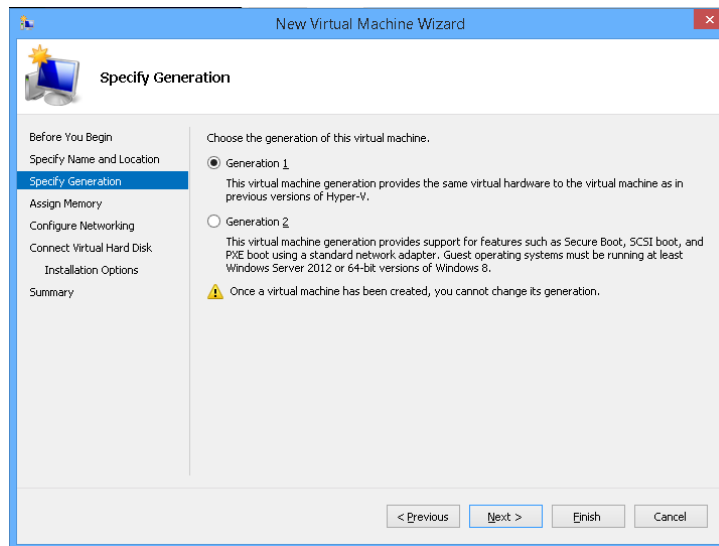 New Virtual Machine Wizard
Specify Generation
Before You Begin
Specify Name and Location
Specify Generation
Assign Memory
Configure Networking
Connect Virtual Hard Disk
Installation Options
Summary
Choose the generation of this virtual machine.
Generation 1
This virtual machine generation provides the same virtual hardware to the virtual machine as in
previous versions of Hyper-V.
Generation 2
This virtual machine generation provides support for features such as Secure Boot, SCSI boot, and
PXE boot using a standard network adapter. Guest operating systems must be running at least
Windows Server 2012 or 64-bit versions of Windows 8.
Once a virtual machine has been created, you cannot change its generation.
< Previous
Next >
Finish
Cancel